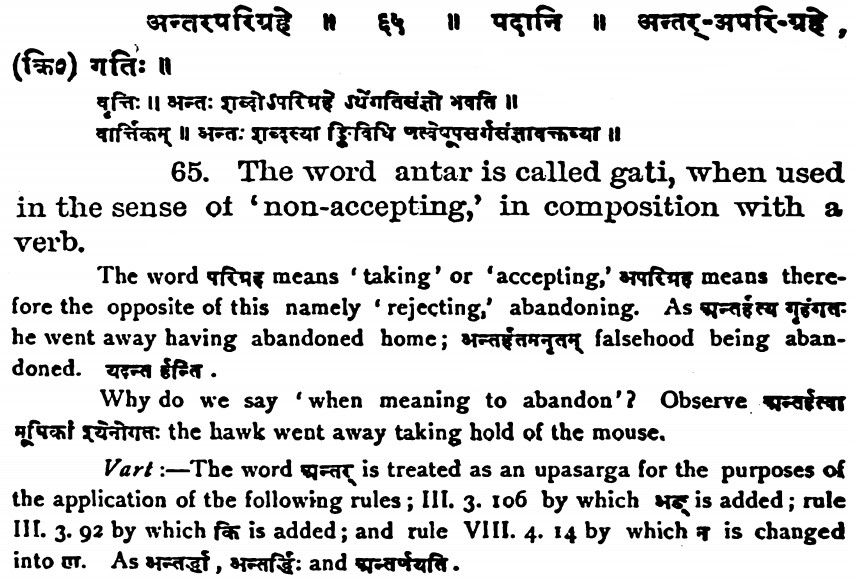 अन्तरपरिग्रहे ॥ ६५ ॥ पदानि ॥ अन्तर्-अपरि-ग्रहे,
(क्रि०) गतिः ॥
वृत्तिः ॥ अन्तः शब्दोऽपरिग्रहे ऽर्थेगतिसंज्ञो भवति ॥
वार्त्तिकम् ॥ अन्तः शब्दस्या ङ्किविधि णत्वेषूपसर्गसंज्ञावक्तव्या ॥
65. The word antar is called gati, when used
in the sense of ‘non-accepting,’ in composition with a
verb.
The word परिग्रह means ‘taking’ or ‘accepting,’ अपरिग्रह means there-
fore the opposite of this namely ‘rejecting,’ abandoning. As अन्तर्हत्य गृहंगतः
he went away having abandoned home; अन्तर्हतमनृतम् falsehood being aban-
doned. यदन्त र्हन्ति.
Why do we say ‘when meaning to abandon’? Observe अन्तर्हत्वा
मूषिकां श्येनोगतः the hawk went away taking hold of the mouse.
Vart:—The word अन्तर् is treated as an upasarga for the purposes of
the application of the following rules; III. 3. 106 by which अङ् is added; rule
III. 3. 92 by which कि is added; and rule VIII. 4. 14 by which न is changed
into ण. As अन्तर्द्धा, अन्तर्द्धिः and अन्तर्णयति.